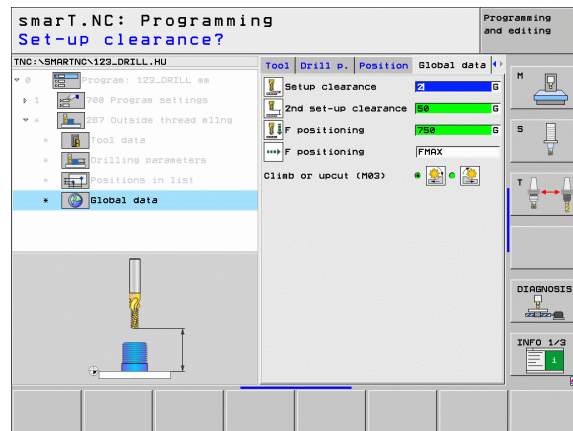 smarT.NC: Programming
Programming and editing
Set-up clearance?
TNC:\SMARTNC\123_DRILL.HU
0 Program: 123_DRILL mm
1 700 Program settings
* 267 Outside thread mllng
* Tool data
* Drilling parameters
* Positions in list
* Global data
Tool Drill p. Position Global data
Setup clearance 2 G
2nd set-up clearance 50 G
F positioning 750 G
F positioning FMAX
Climb or upcut (M03)
M
S
T
DIAGNOSIS
INFO 1/3
i